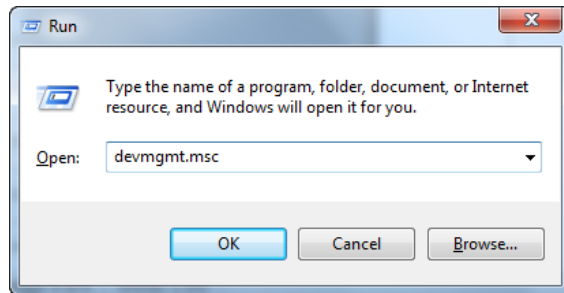 Run
Type the name of a program, folder, document, or Internet
resource, and Windows will open it for you.
Open: devmgmt.msc
OK Cancel Browse...